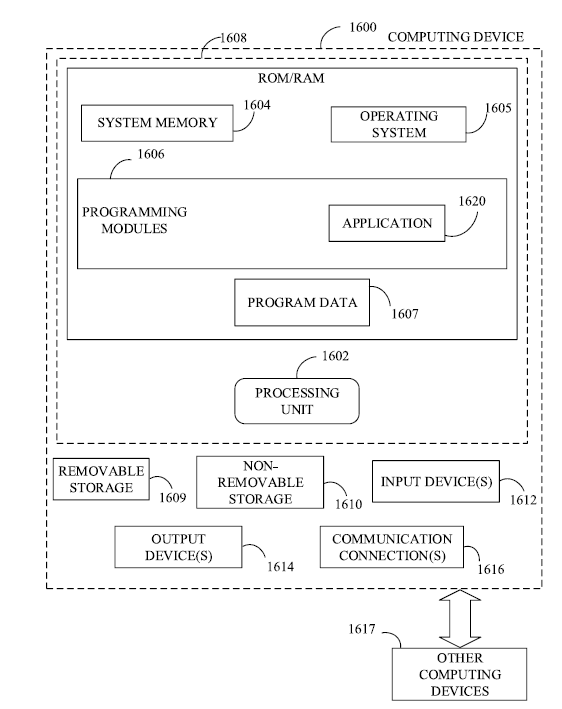 1600
COMPUTING DEVICE
1608
ROM/RAM
SYSTEM MEMORY
1604
OPERATING
SYSTEM
1605
1606
PROGRAMMING
MODULES
APPLICATION
1620
PROGRAM DATA
1607
1602
PROCESSING
UNIT
REMOVABLE
STORAGE
1609
NON-
REMOVABLE
STORAGE
1610
INPUT DEVICE(S)
1612
OUTPUT
DEVICE(S)
1614
COMMUNICATION
CONNECTION(S)
1616
1617
OTHER
COMPUTING
DEVICES